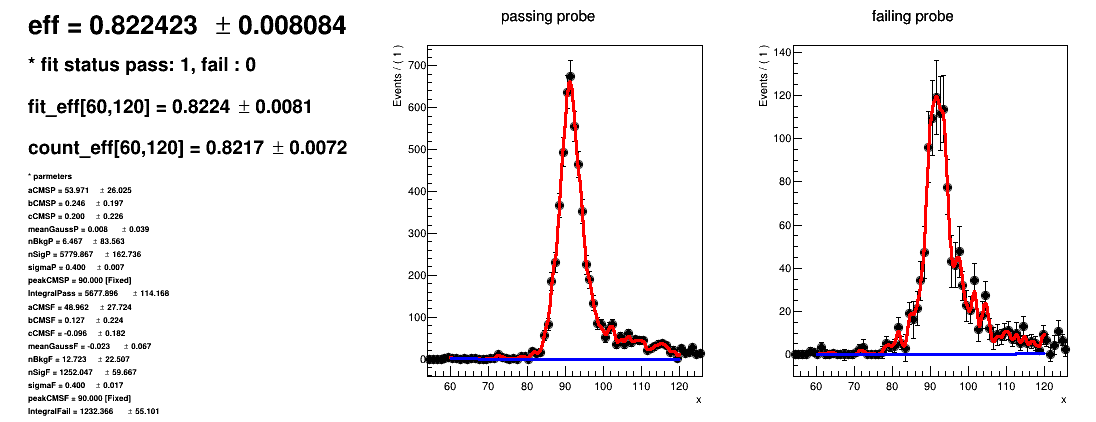 eff = 0.822423 ± 0.008084
* fit status pass: 1, fail : 0
fit_eff[60,120] = 0.8224 ± 0.0081
count_eff[60,120] = 0.8217 ± 0.0072
* parmeters
aCMSP = 53.971 ± 26.025
bCMSP = 0.246 ± 0.197
cCMSP = 0.200 ± 0.226
meanGaussP = 0.008 ± 0.039
nBkgP = 6.467 ± 83.563
nSigP = 5779.867 ± 162.736
sigmaP = 0.400 ± 0.007
peakCMSP = 90.000 [Fixed]
IntegralPass = 5677.896 ± 114.168
aCMSF = 48.962 ± 27.724
bCMSF = 0.127 ± 0.224
cCMSF = -0.096 ± 0.182
meanGaussF = -0.023 ± 0.067
nBkgF = 12.723 ± 22.507
nSigF = 1252.047 ± 59.667
sigmaF = 0.400 ± 0.017
peakCMSF = 90.000 [Fixed]
IntegralFail = 1232.366 ± 55.101
passing probe
Events / ( 1 )
700
600
500
400
300
200
100
0
60 70 80 90 100 110 120
x
failing probe
Events / ( 1 )
140
120
100
80
60
40
20
0
60 70 80 90 100 110 120
x